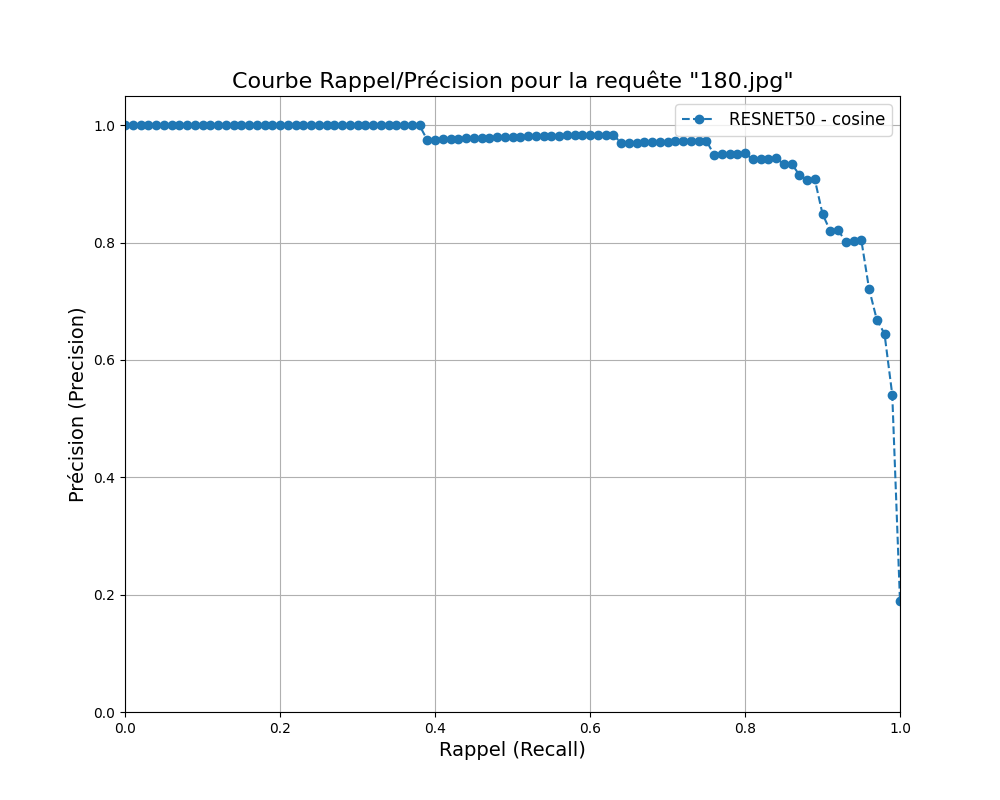 Courbe Rappel/Précision pour la requête "180.jpg"
RESNET50 - cosine
1.0
0.8
0.6
0.4
0.2
0.0
Précision (Precision)
0.0 0.2 0.4 0.6 0.8 1.0
Rappel (Recall)